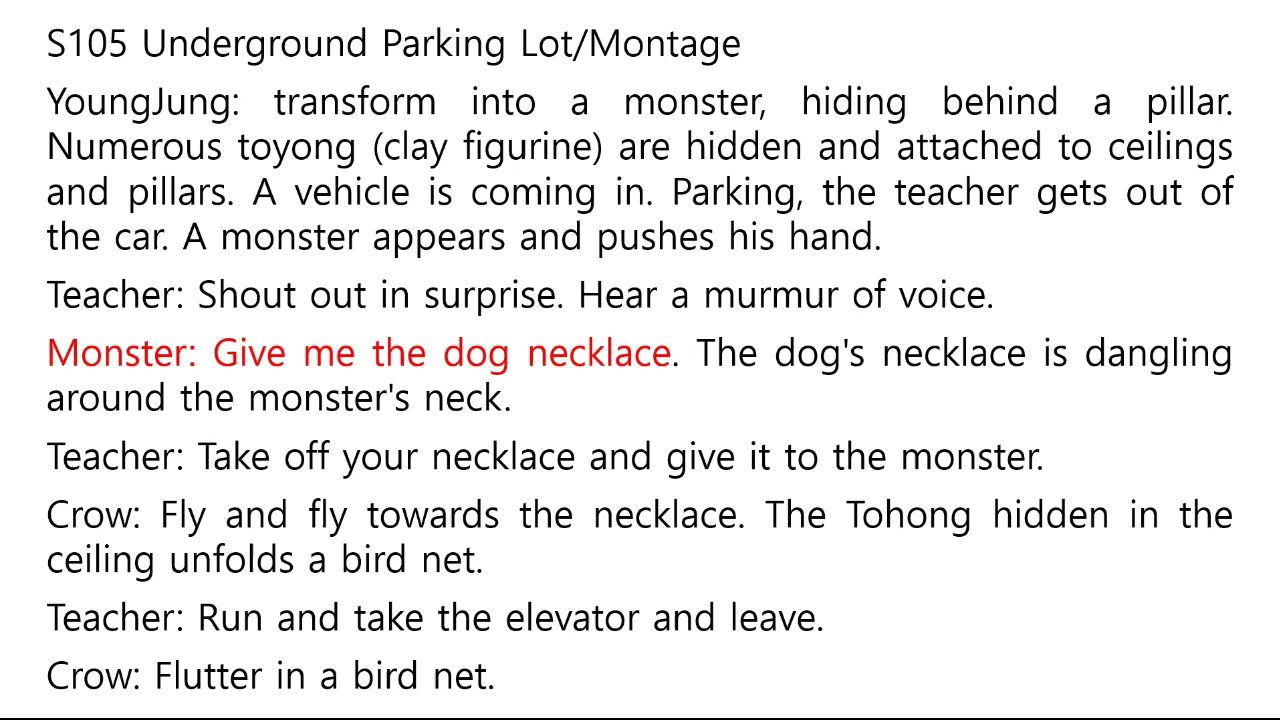 S105 Underground Parking Lot/Montage
YoungJung: transform into a monster, hiding behind a pillar.
Numerous toyong (clay figurine) are hidden and attached to ceilings
and pillars. A vehicle is coming in. Parking, the teacher gets out of
the car. A monster appears and pushes his hand.
Teacher: Shout out in surprise. Hear a murmur of voice.
Monster: Give me the dog necklace. The dog's necklace is dangling
around the monster's neck.
Teacher: Take off your necklace and give it to the monster.
Crow: Fly and fly towards the necklace. The Tohong hidden in the
ceiling unfolds a bird net.
Teacher: Run and take the elevator and leave.
Crow: Flutter in a bird net.